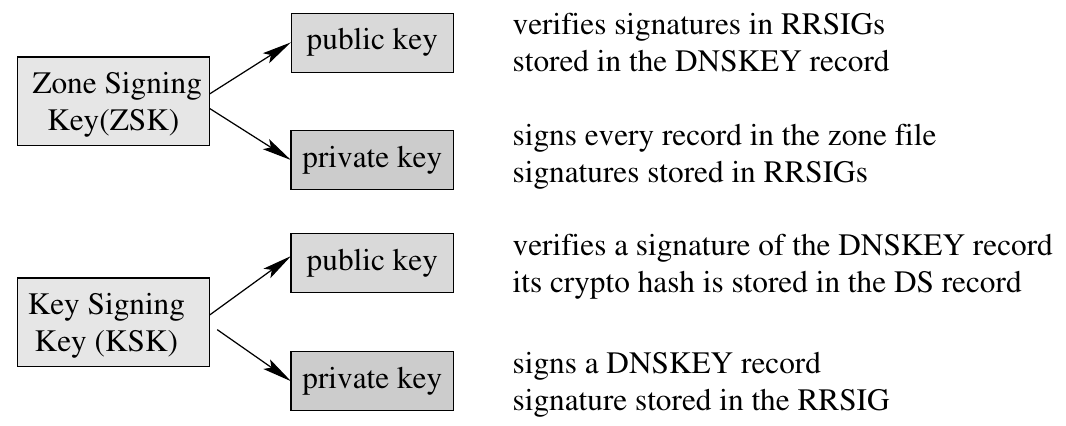 Zone Signing
Key(ZSK)
public key
verifies signatures in RRSIGs
stored in the DNSKEY record
private key
signs every record in the zone file
signatures stored in RRSIGs
Key Signing
Key (KSK)
public key
verifies a signature of the DNSKEY record
its crypto hash is stored in the DS record
private key
signs a DNSKEY record
signature stored in the RRSIG